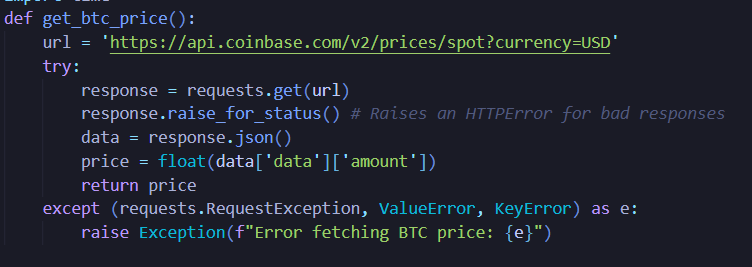 def get_btc_price():
    url = 'https://api.coinbase.com/v2/prices/spot?currency=USD'
    try:
        response = requests.get(url)
        response.raise_for_status() # Raises an HTTPError for bad responses
        data = response.json()
        price = float(data['data']['amount'])
        return price
    except (requests.RequestException, ValueError, KeyError) as e:
        raise Exception(f"Error fetching BTC price: {e}")